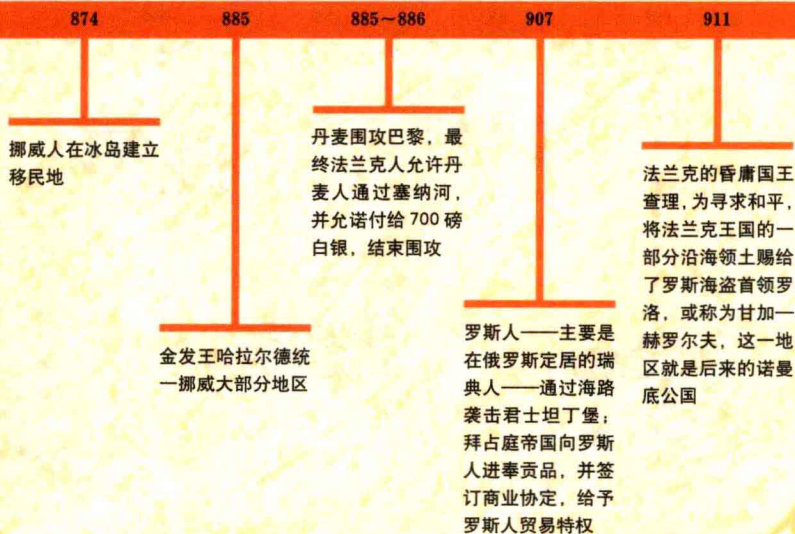 874 885 885～886 907 911
挪威人在冰岛建立
移民地
金发王哈拉尔德统
一挪威大部分地区
丹麦围攻巴黎，最
终法兰克人允许丹
麦人通过塞纳河，
并允诺付给 700 磅
白银，结束围攻
罗斯人——主要是
在俄罗斯定居的瑞
典人——通过海路
袭击君士坦丁堡；
拜占庭帝国向罗斯
人进奉贡品，并签
订商业协定，给予
罗斯人贸易特权
法兰克的昏庸国王
查理，为寻求和平，
将法兰克王国的一
部分沿海领土赐给
了罗斯海盗首领罗
洛，或称为甘加—
赫罗尔夫，这一地
区就是后来的诺曼
底公国